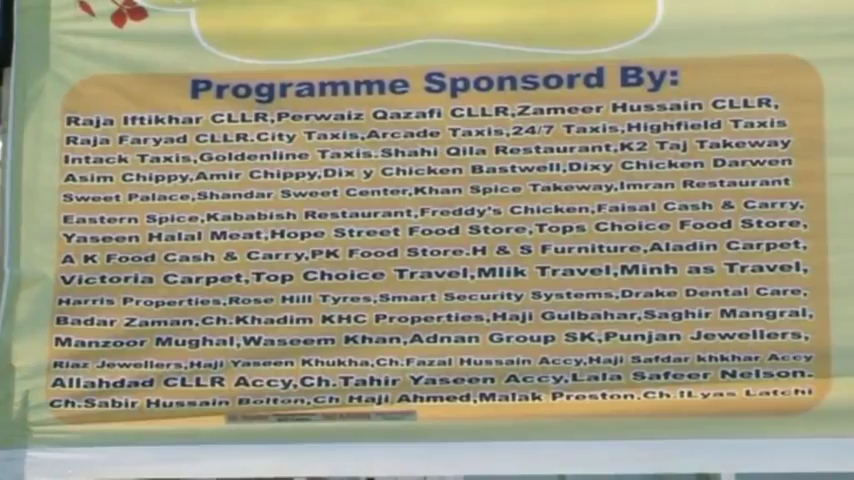 Programme Sponsord By:
Raja Iftikhar CLLR,Perwaiz Qazafi CLLR,Zameer Hussain CLLR,
Raja Faryad CLLR.City Taxis,Arcade Taxis,24/7 Taxis,Highfield Taxis
Intack Taxis,Goldenline Taxis.Shahi Qila Restaurant,K2 Taj Takeway
Asim Chippy,Amir Chippy,Dix y Chicken Bastwell,Dixy Chicken Darwen
Sweet Palace,Shandar Sweet Center,Khan Spice Takeway,Imran Restaurant
Eastern Spice,Kababish Restaurant,Freddy's Chicken,Faisal Cash & Carry,
Yaseen Halal Meat,Hope Street Food Store,Tops Choice Food Store,
A K Food Cash & Carry,PK Food Store.H & S Furniture,Aladin Carpet,
Victoria Carpet,Top Choice Travel,Mlik Travel,Minh as Travel,
Harris Properties,Rose Hill Tyres,Smart Security Systems,Drake Dental Care,
Badar Zaman,Ch.Khadim KHC Properties,Haji Gulbahar,Saghir Mangral,
Manzoor Mughal,Waseem Khan,Adnan Group SK,Punjan Jewellers,
Riaz Jewellers,Haji Yaseen Khukha,Ch.Fazal Hussain Accy,Haji Safdar khkhar Accy
Allahdad CLLR Accy,Ch.Tahir Yaseen Accy,Lala Safeer Nelson.
Ch.Sabir Hussain Bolton,Ch Haji Ahmed,Malak Preston.Ch.ILyas Latchi